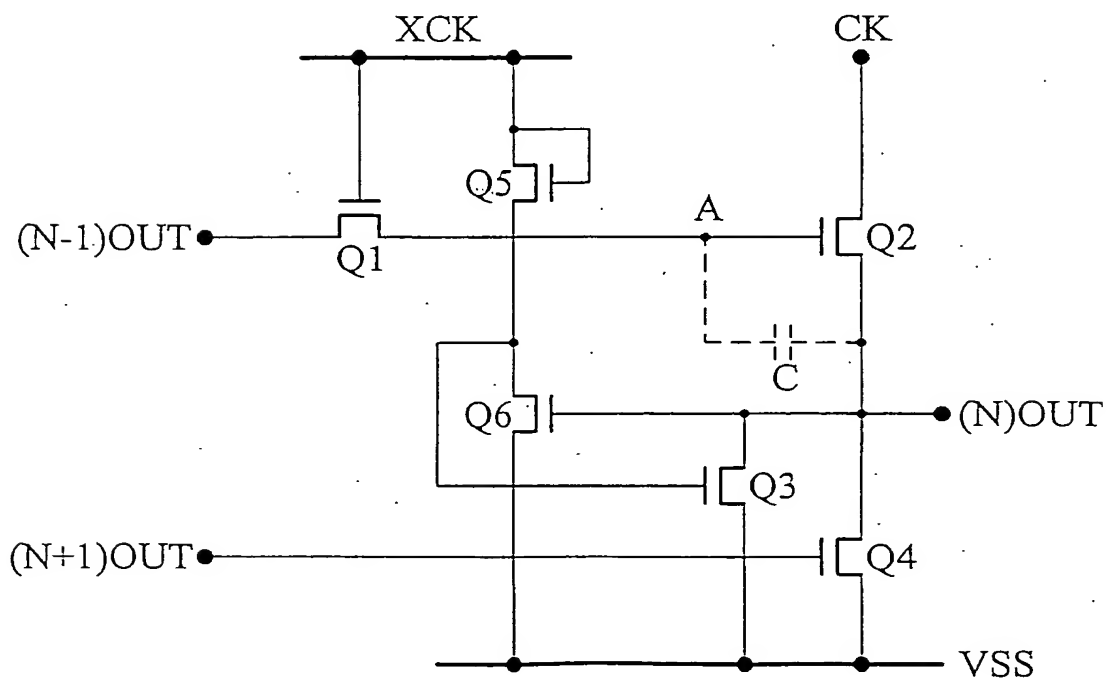 XCK
CK
Q5
A
(N-1)OUT
Q1
Q2
C
Q6
(N)OUT
Q3
(N+1)OUT
Q4
VSS